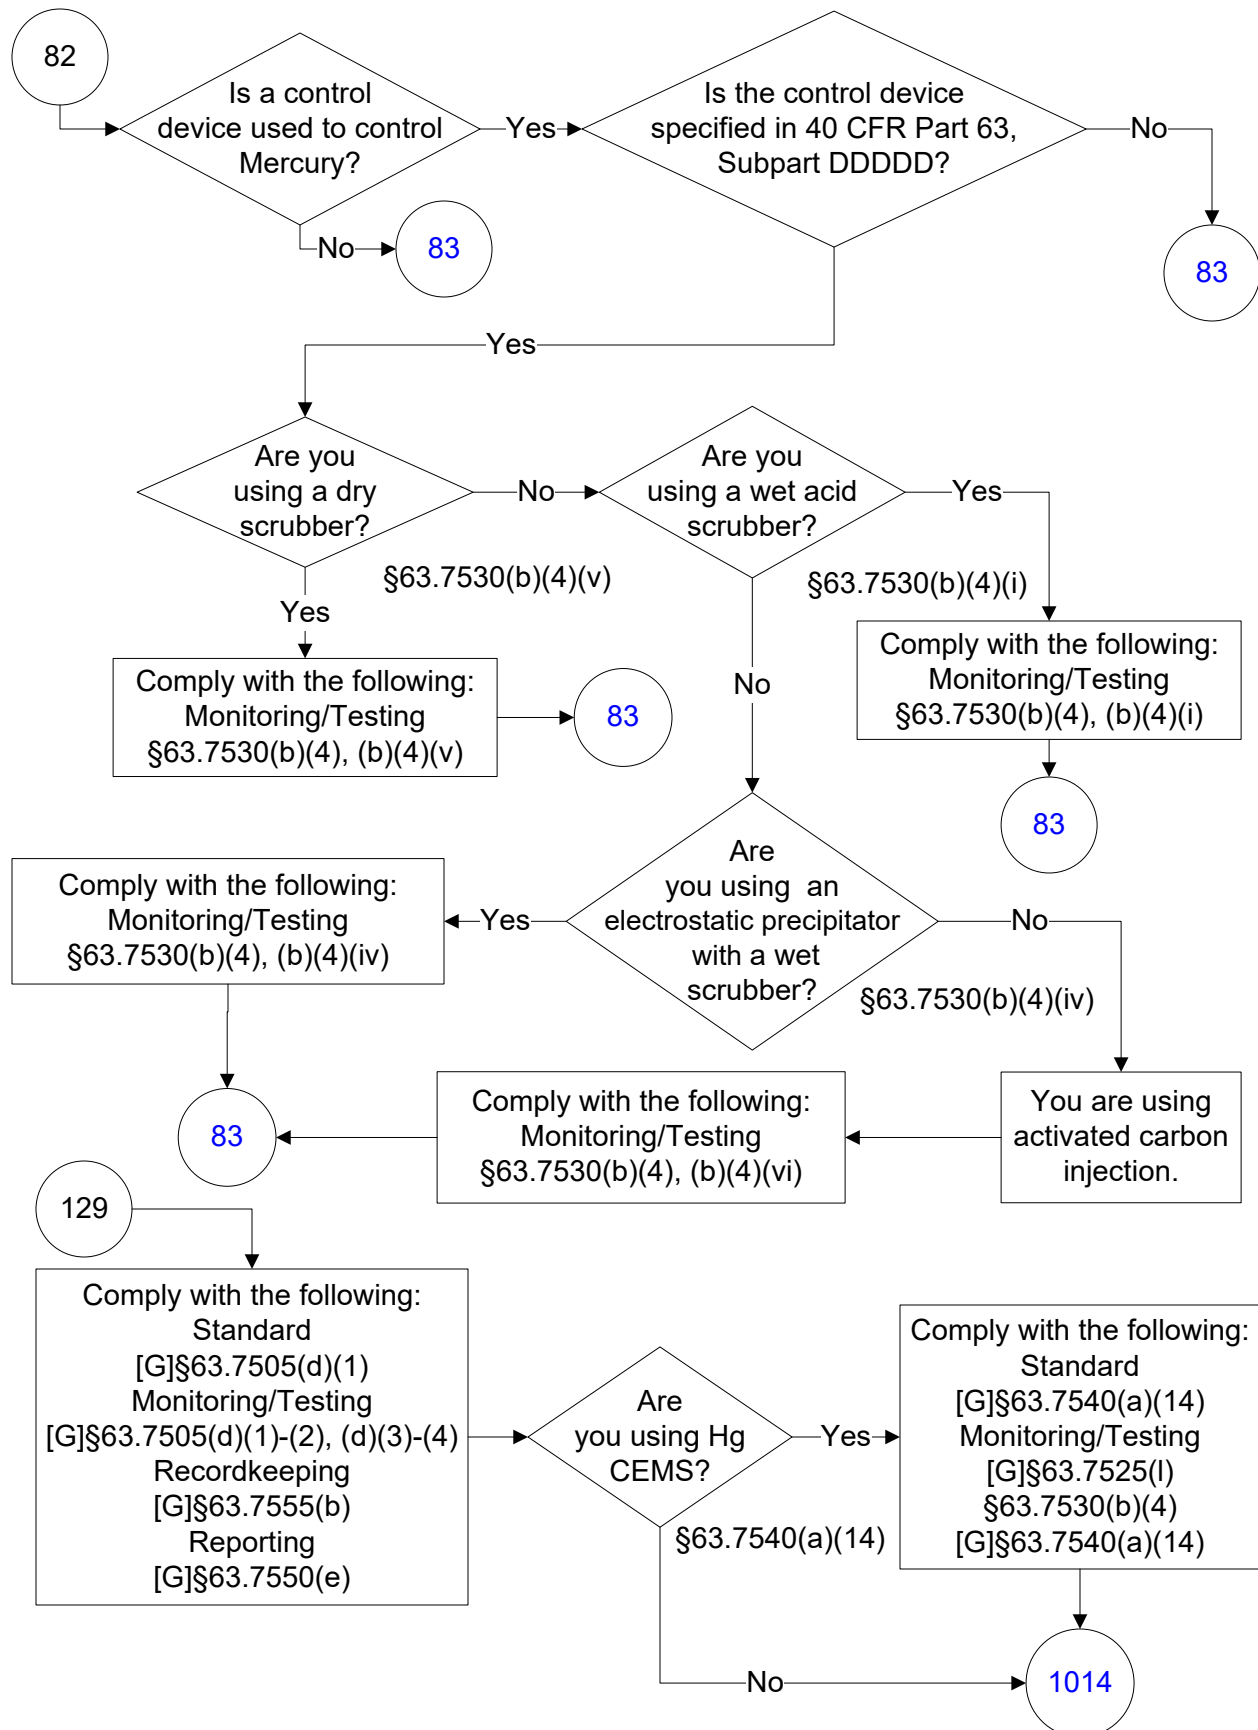 82
Is a control
device used to control
Mercury?
Yes
Is the control device
specified in 40 CFR Part 63,
Subpart DDDDD?
No
No
83
83
Yes
Are you
using a dry
scrubber?
No
Are you
using a wet acid
scrubber?
Yes
§63.7530(b)(4)(v)
§63.7530(b)(4)(i)
Yes
Comply with the following:
Monitoring/Testing
§63.7530(b)(4), (b)(4)(v)
83
No
Comply with the following:
Monitoring/Testing
§63.7530(b)(4), (b)(4)(i)
83
Comply with the following:
Monitoring/Testing
§63.7530(b)(4), (b)(4)(iv)
Yes
Are
you using  an
electrostatic precipitator
with a wet
scrubber?
No
§63.7530(b)(4)(iv)
83
Comply with the following:
Monitoring/Testing
§63.7530(b)(4), (b)(4)(vi)
You are using
activated carbon
injection.
129
Comply with the following:
Standard
[G]§63.7505(d)(1)
Monitoring/Testing
[G]§63.7505(d)(1)-(2), (d)(3)-(4)
Recordkeeping
[G]§63.7555(b)
Reporting
[G]§63.7550(e)
Are
you using Hg
CEMS?
Yes
§63.7540(a)(14)
Comply with the following:
Standard
[G]§63.7540(a)(14)
Monitoring/Testing
[G]§63.7525(l)
§63.7530(b)(4)
[G]§63.7540(a)(14)
No
1014